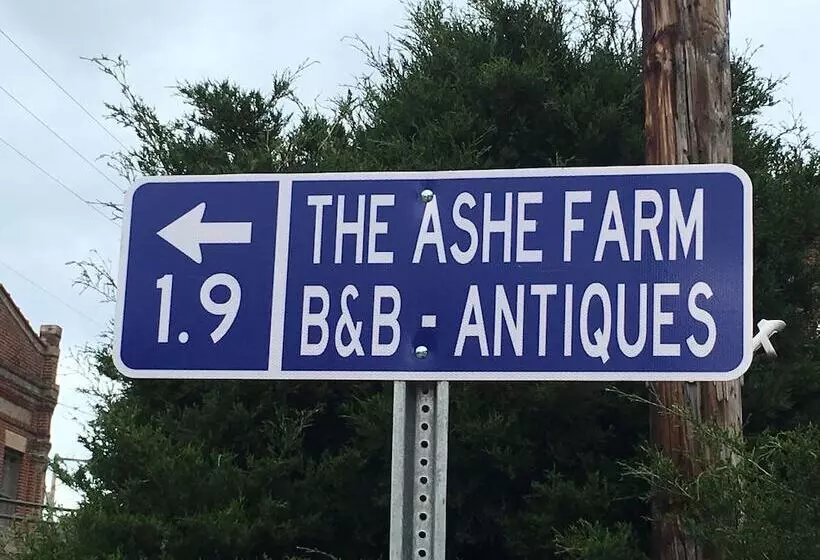 ← 1.9
THE ASHE FARM
B&B - ANTIQUES